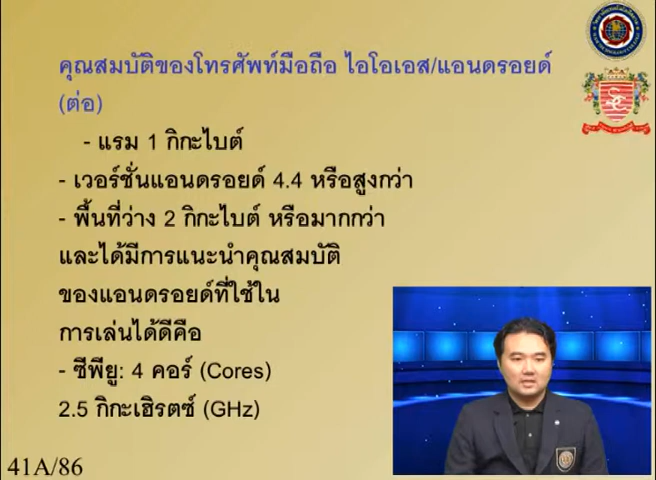 คุณสมบัติของโทรศัพท์มือถือ ไอโอเอส/แอนดรอยด์
(ต่อ)
- แรม 1 กิกะไบต์
- เวอร์ชั่นแอนดรอยด์ 4.4 หรือสูงกว่า
- พื้นที่ว่าง 2 กิกะไบต์ หรือมากกว่า
และได้มีการแนะนำคุณสมบัติ
ของแอนดรอยด์ที่ใช้ใน
การเล่นได้ดีคือ
- ซีพียู: 4 คอร์ (Cores)
2.5 กิกะเฮิรตซ์ (GHz)
41A/86